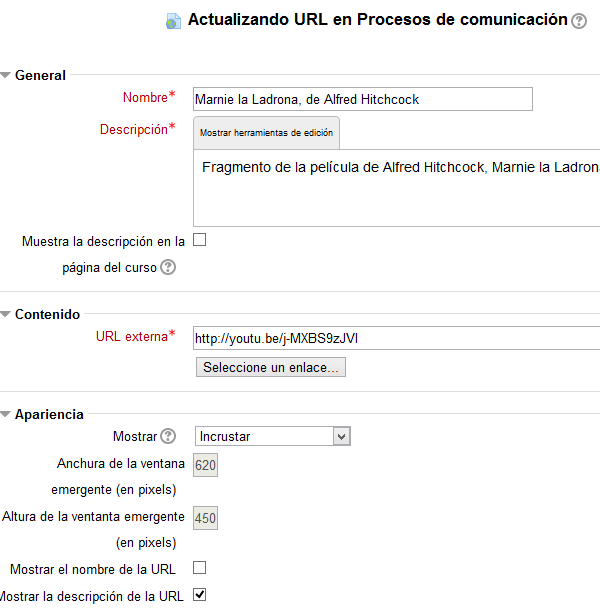 Actualizando URL en Procesos de comunicación
General
Nombre*
Marnie la Ladrona, de Alfred Hitchcock
Descripción*
Mostrar herramientas de edición
Fragmento de la película de Alfred Hitchcock, Marnie la Ladron
Muestra la descripción en la
página del curso
Contenido
URL externa*
http://youtu.be/j-MXBS9zJVI
Seleccione un enlace...
Apariencia
Mostrar
Incrustar
Anchura de la ventana
emergente (en pixels)
620
Altura de la ventanta emergente
(en pixels)
450
Mostrar el nombre de la URL
Mostrar la descripción de la URL